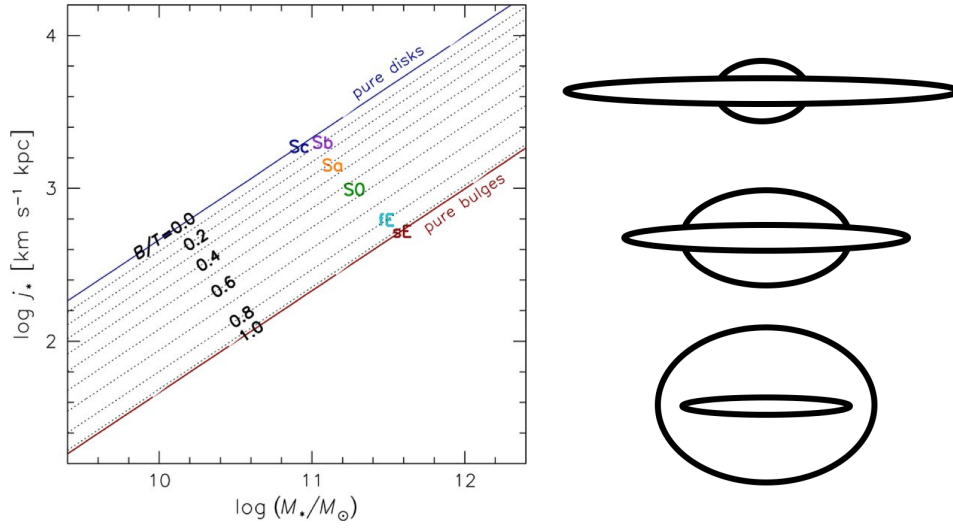 4
3
2
10
11
12
log j* [km s⁻¹ kpc]
log (M*/M⊙)
pure disks
pure bulges
Sc
Sb
Sa
S0
fE
sE
B/T=0.0
0.2
0.4
0.6
0.8
1.0